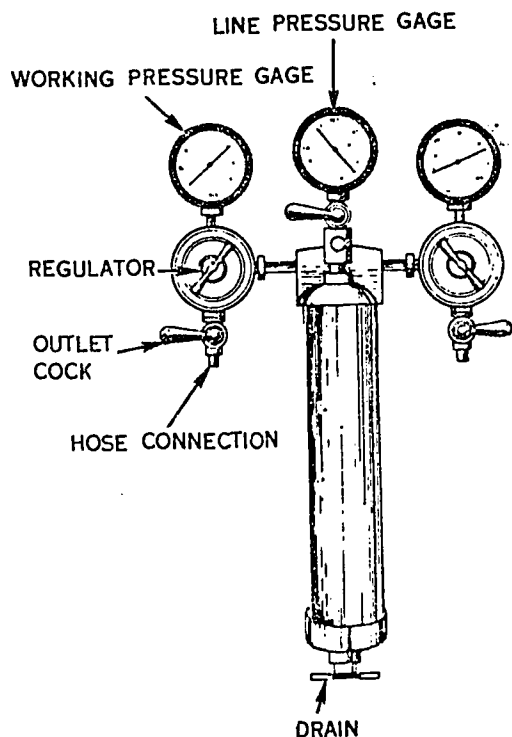 LINE PRESSURE GAGE
WORKING PRESSURE GAGE
REGULATOR
OUTLET
COCK
HOSE CONNECTION
DRAIN